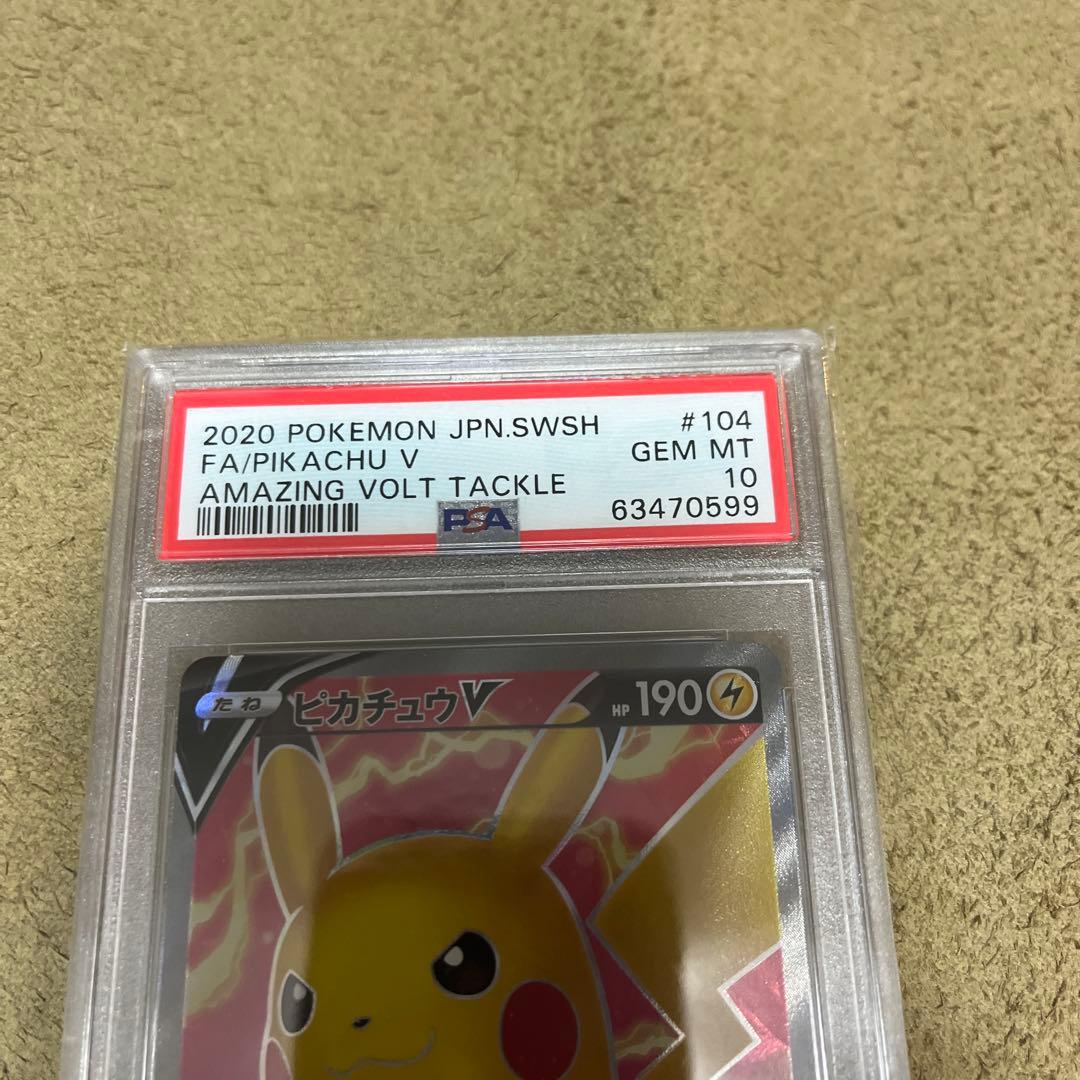 2020 POKEMON JPN.SWSH #104
FA/PIKACHU V GEM MT
AMAZING VOLT TACKLE 10
PSA 63470599
たね ピカチュウV HP 190